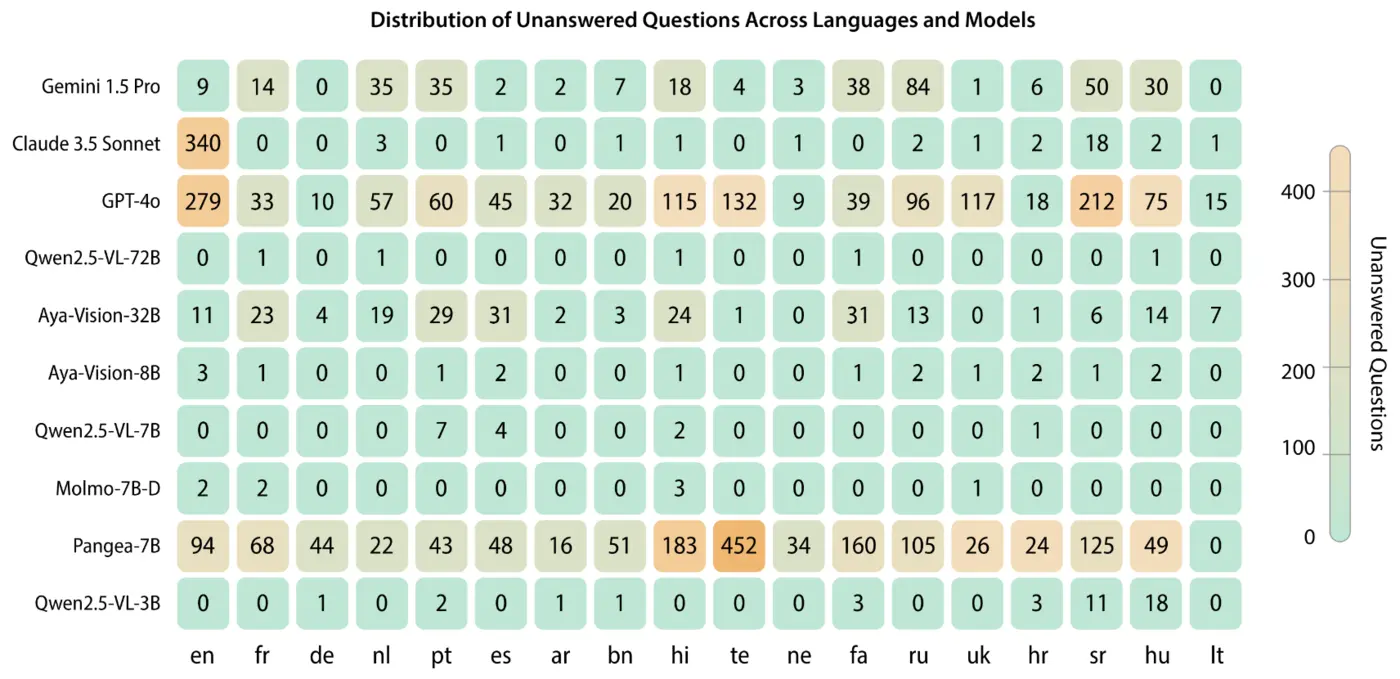 Distribution of Unanswered Questions Across Languages and Models
Gemini 1.5 Pro 9 14 0 35 35 2 2 7 18 4 3 38 84 1 6 50 30 0
Claude 3.5 Sonnet 340 0 0 3 0 1 0 1 1 0 1 0 2 1 2 18 2 1
GPT-4o 279 33 10 57 60 45 32 20 115 132 9 39 96 117 18 212 75 15
Qwen2.5-VL-72B 0 1 0 1 0 0 0 0 1 0 0 1 0 0 0 0 1 0
Aya-Vision-32B 11 23 4 19 29 31 2 3 24 1 0 31 13 0 1 6 14 7
Aya-Vision-8B 3 1 0 0 1 2 0 0 1 0 0 1 2 1 2 1 2 0
Qwen2.5-VL-7B 0 0 0 0 7 4 0 0 2 0 0 0 0 0 1 0 0 0
Molmo-7B-D 2 2 0 0 0 0 0 0 3 0 0 0 0 1 0 0 0 0
Pangea-7B 94 68 44 22 43 48 16 51 183 452 34 160 105 26 24 125 49 0
Qwen2.5-VL-3B 0 0 1 0 2 0 1 1 0 0 0 3 0 0 3 11 18 0
en fr de nl pt es ar bn hi te ne fa ru uk hr sr hu lt
400
300
200
100
0
Unanswered Questions